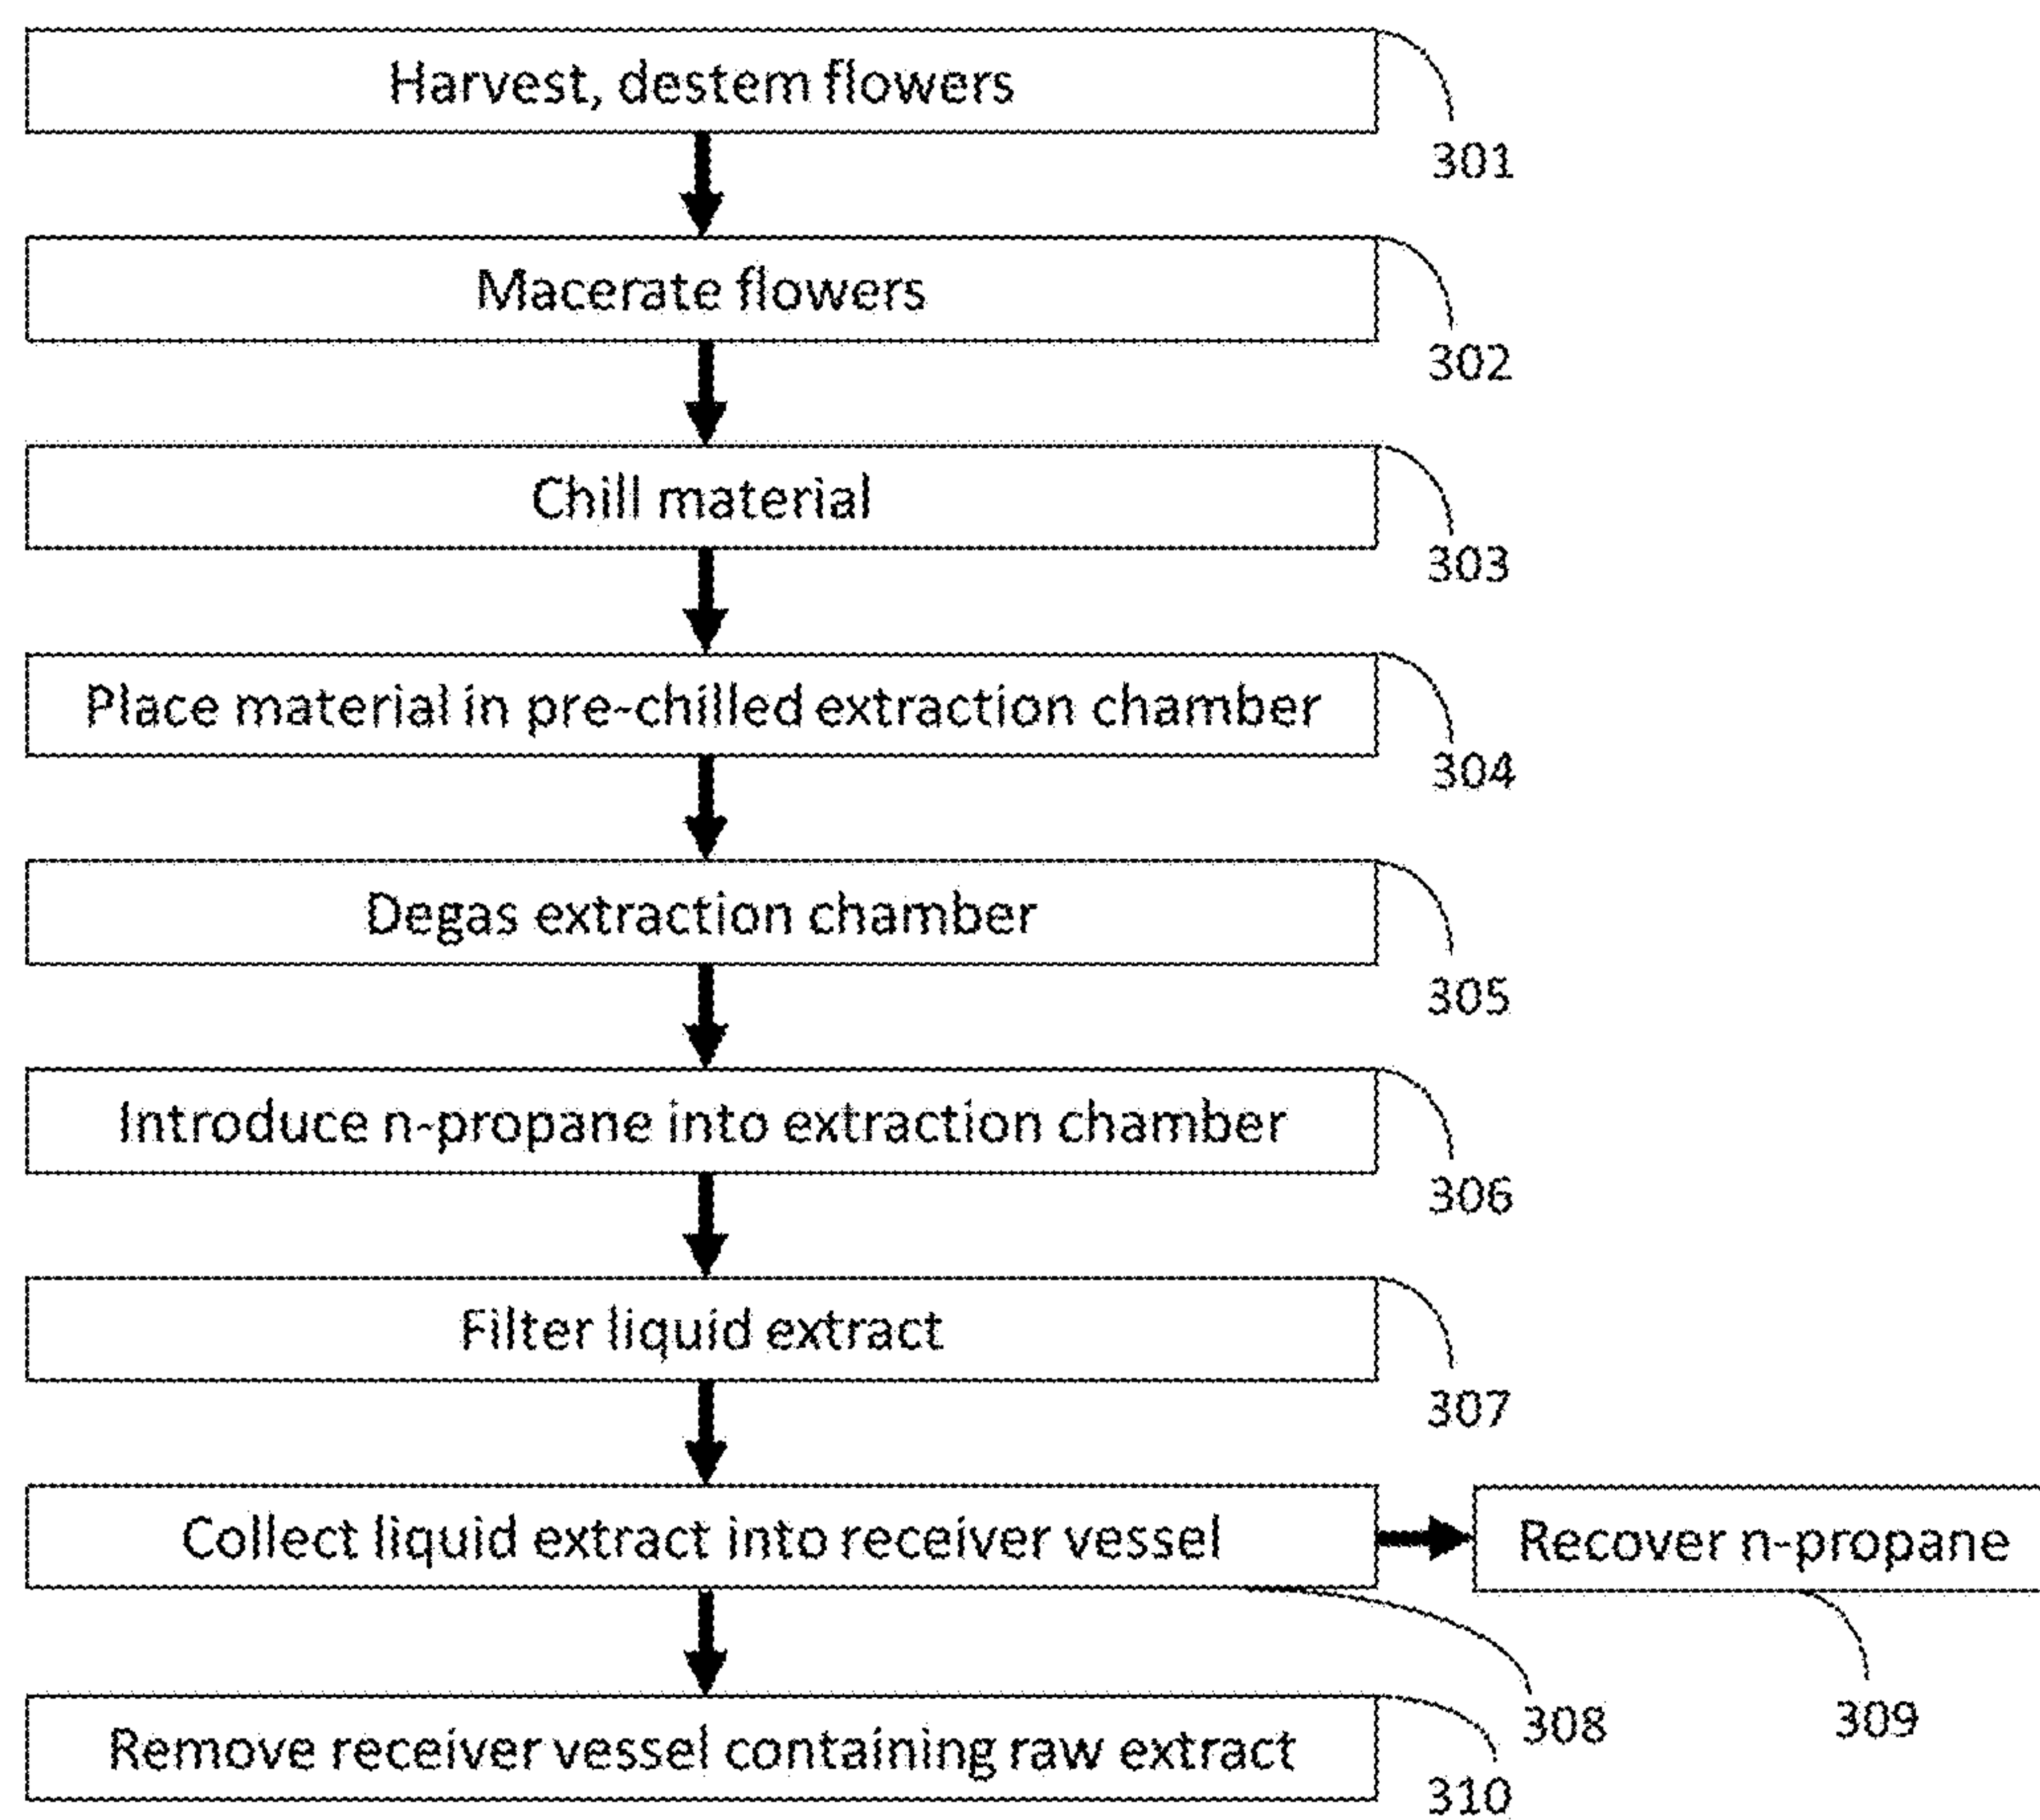 Harvest, destem flowers
301
Macerate flowers
302
Chill material
303
Place material in pre-chilled extraction chamber
304
Degas extraction chamber
305
Introduce n-propane into extraction chamber
306
Filter liquid extract
307
Collect liquid extract into receiver vessel
Recover n-propane
308
309
Remove receiver vessel containing raw extract
310